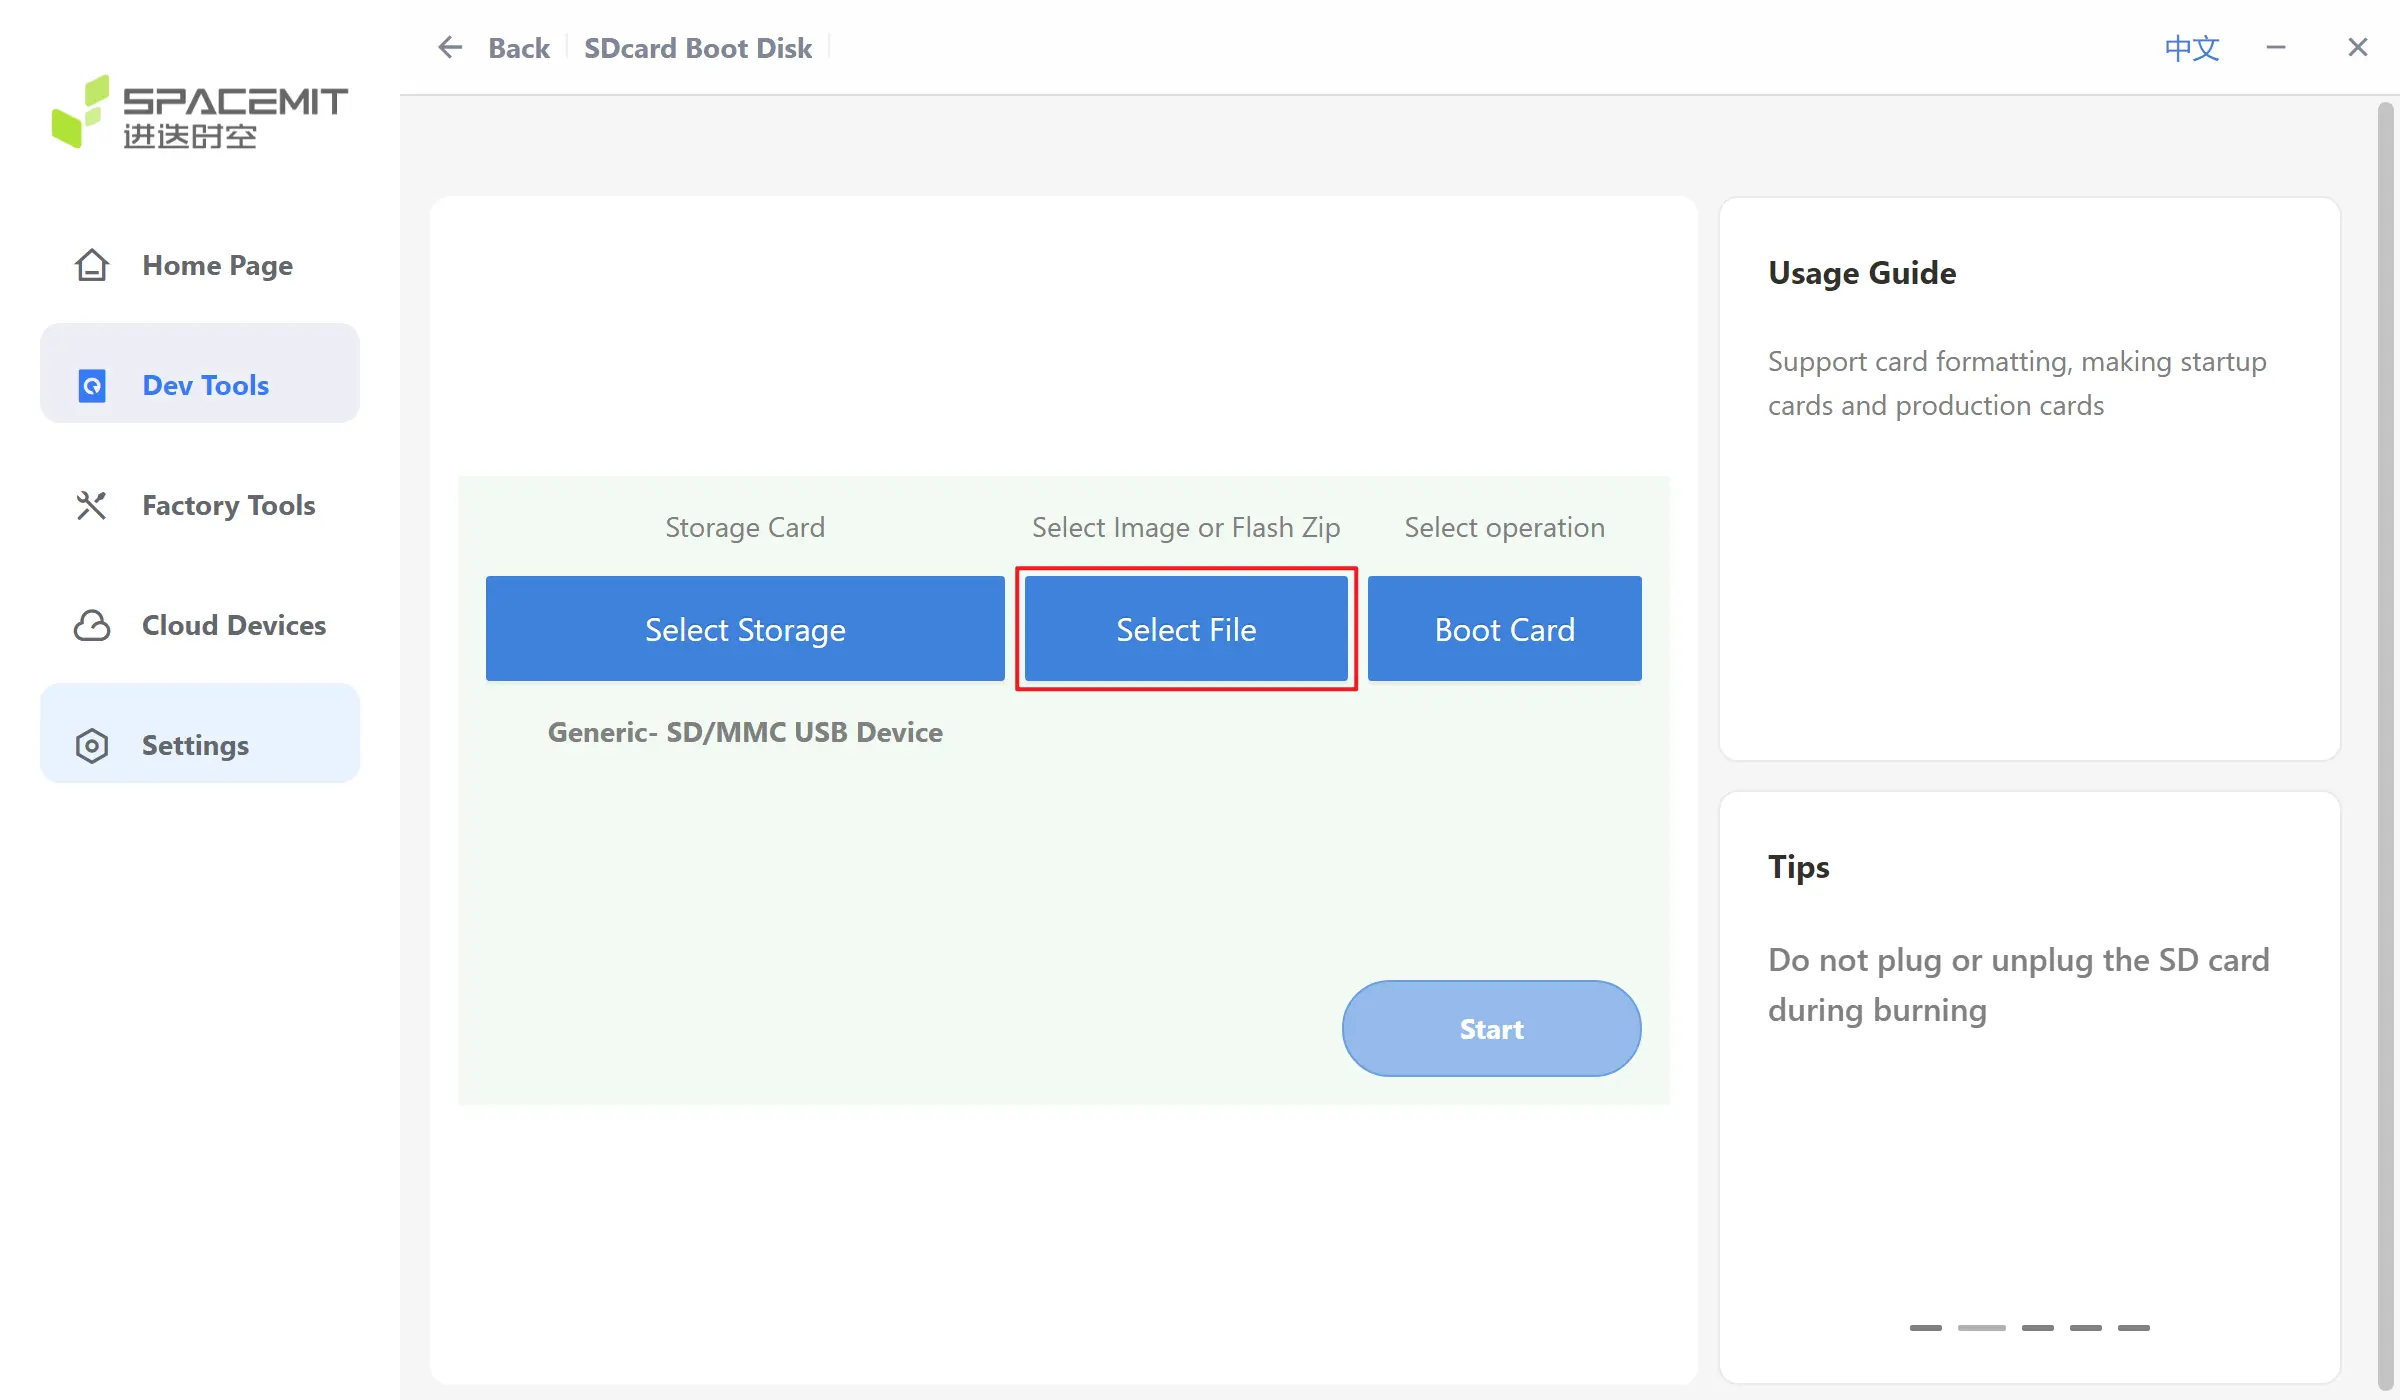 SPACEMIT
进迭时空
Home Page
Dev Tools
Factory Tools
Cloud Devices
Settings
Back
SDcard Boot Disk
中文
Storage Card
Select Image or Flash Zip
Select operation
Select Storage
Select File
Boot Card
Generic- SD/MMC USB Device
Start
Usage Guide
Support card formatting, making startup
cards and production cards
Tips
Do not plug or unplug the SD card
during burning